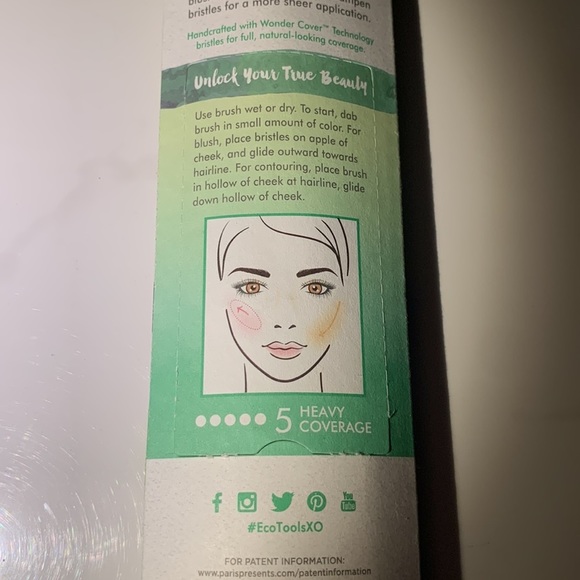 bristles for a more sheer application.
Handcrafted with Wonder Cover™ Technology
bristles for full, natural-looking coverage.
Unlock Your True Beauty
Use brush wet or dry. To start, dab
brush in small amount of color. For
blush, place bristles on apple of
cheek, and glide outward towards
hairline. For contouring, place brush
in hollow of cheek at hairline, glide
down hollow of cheek.
5 HEAVY
COVERAGE
You
Tube
#EcoToolsXO
FOR PATENT INFORMATION:
www.parispresents.com/patentinformation